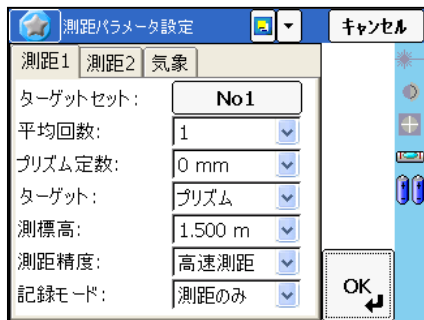 測距パラメータ設定
キャンセル
測距1 測距2 気象
ターゲットセット: No1
平均回数: 1
プリズム定数: 0 mm
ターゲット: プリズム
測標高: 1.500 m
測距精度: 高速測距
記録モード: 測距のみ
OK